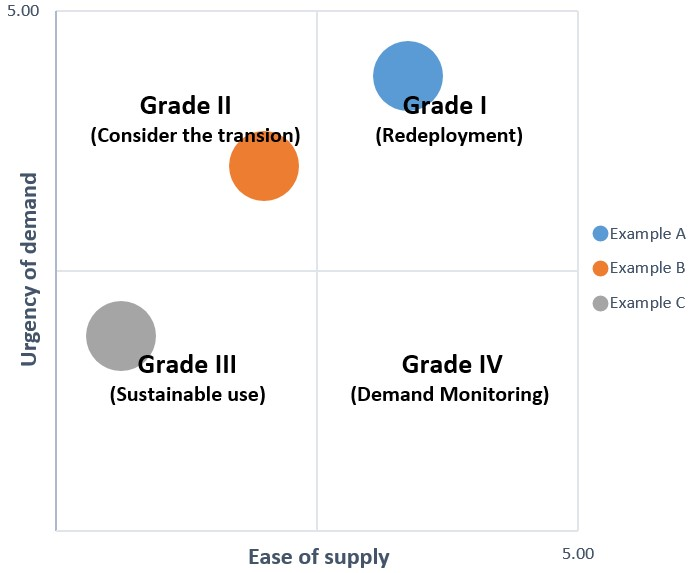 5.00
Grade II
(Consider the transion)
Grade I
(Redeployment)
Urgency of demand
Example A
Example B
Example C
Grade III
(Sustainable use)
Grade IV
(Demand Monitoring)
Ease of supply
5.00